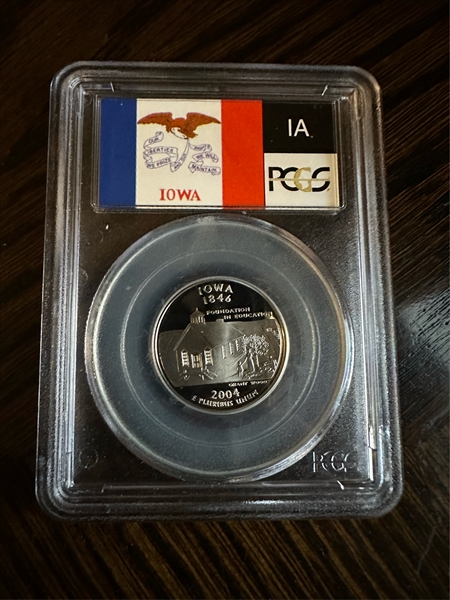 OUR
LIBERTIES
WE PRIZE
AND OUR
RIGHTS
WE WILL
MAINTAIN
IOWA
IA
PCGS
IOWA
1846
FOUNDATION
IN EDUCATION
GRANT WOOD
2004
E PLURIBUS UNUM
PCGS